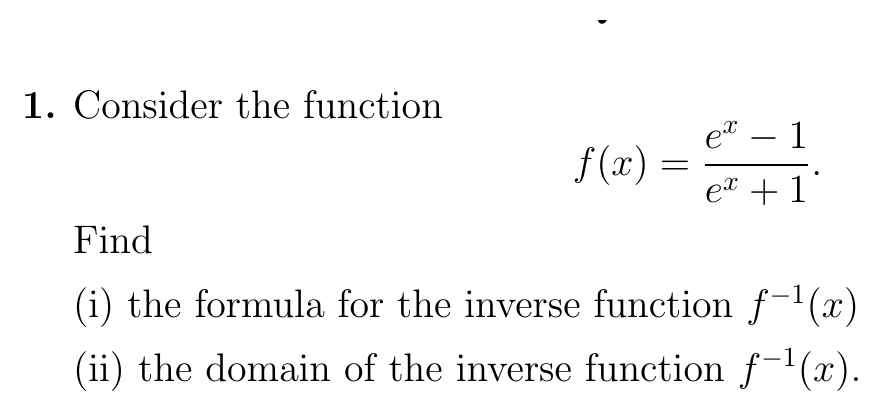 1. Consider the function
f(x) = \frac{e^x - 1}{e^x + 1}.
Find
(i) the formula for the inverse function f^{-1}(x)
(ii) the domain of the inverse function f^{-1}(x).